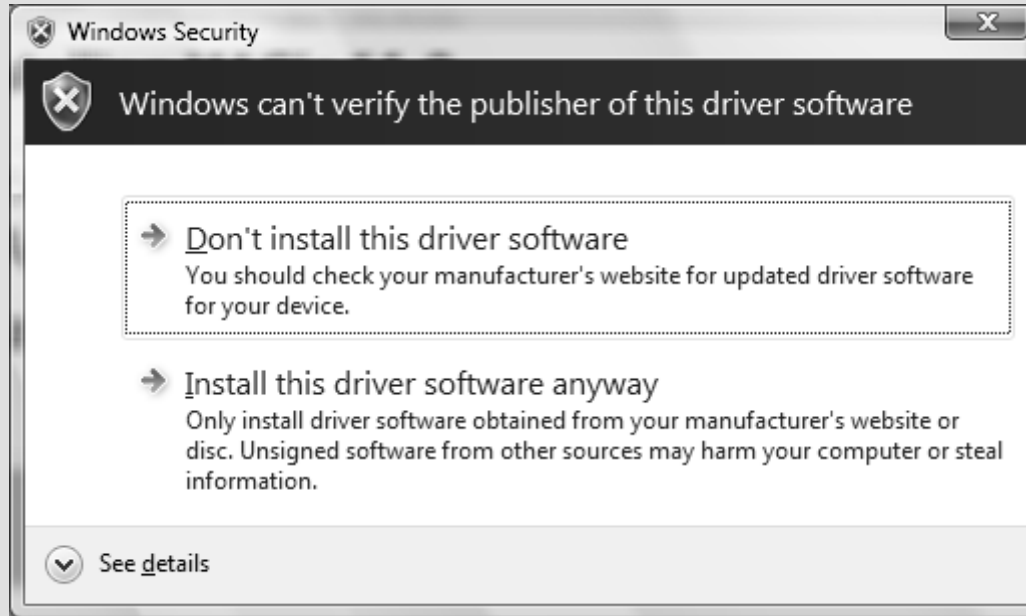 Windows Security
Windows can't verify the publisher of this driver software
Don't install this driver software
You should check your manufacturer's website for updated driver software
for your device.
Install this driver software anyway
Only install driver software obtained from your manufacturer's website or
disc. Unsigned software from other sources may harm your computer or steal
information.
See details